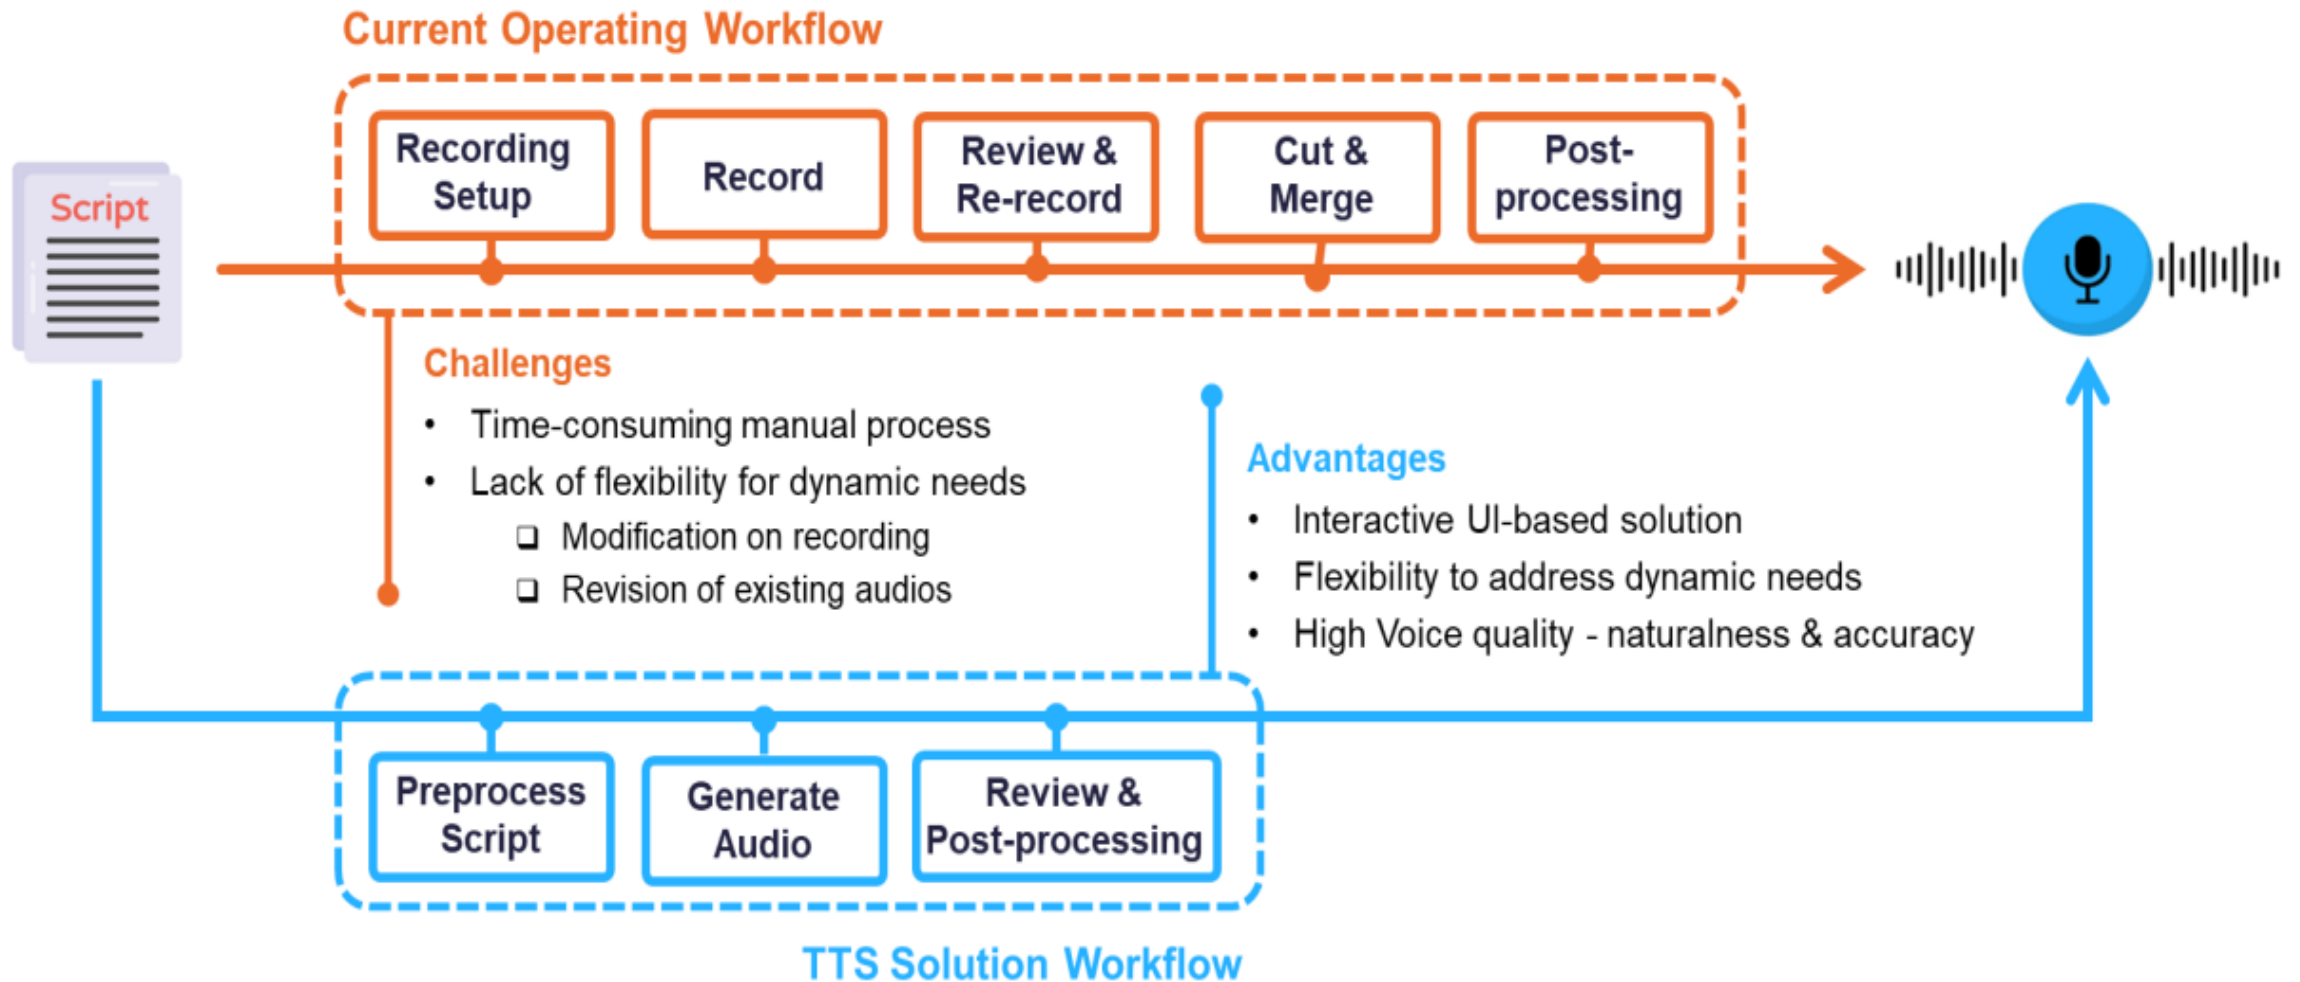 Current Operating Workflow
Script
Recording
Setup
Record
Review &
Re-record
Cut &
Merge
Post-
processing
Challenges
• Time-consuming manual process
• Lack of flexibility for dynamic needs
❑ Modification on recording
❑ Revision of existing audios
Advantages
• Interactive UI-based solution
• Flexibility to address dynamic needs
• High Voice quality - naturalness & accuracy
Preprocess
Script
Generate
Audio
Review &
Post-processing
TTS Solution Workflow